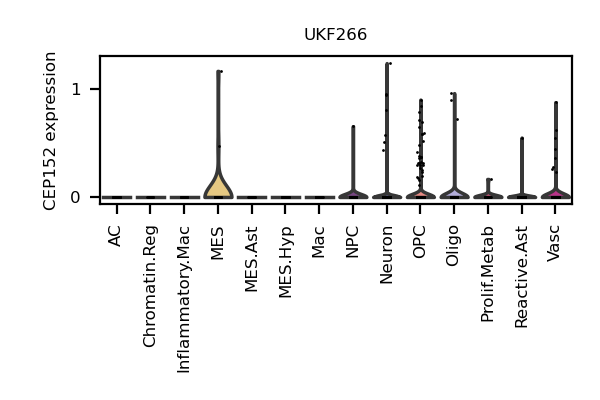 UKF266
CEP152 expression
1
0
AC
Chromatin.Reg
Inflammatory.Mac
MES
MES.Ast
MES.Hyp
Mac
NPC
Neuron
OPC
Oligo
Prolif.Metab
Reactive.Ast
Vasc